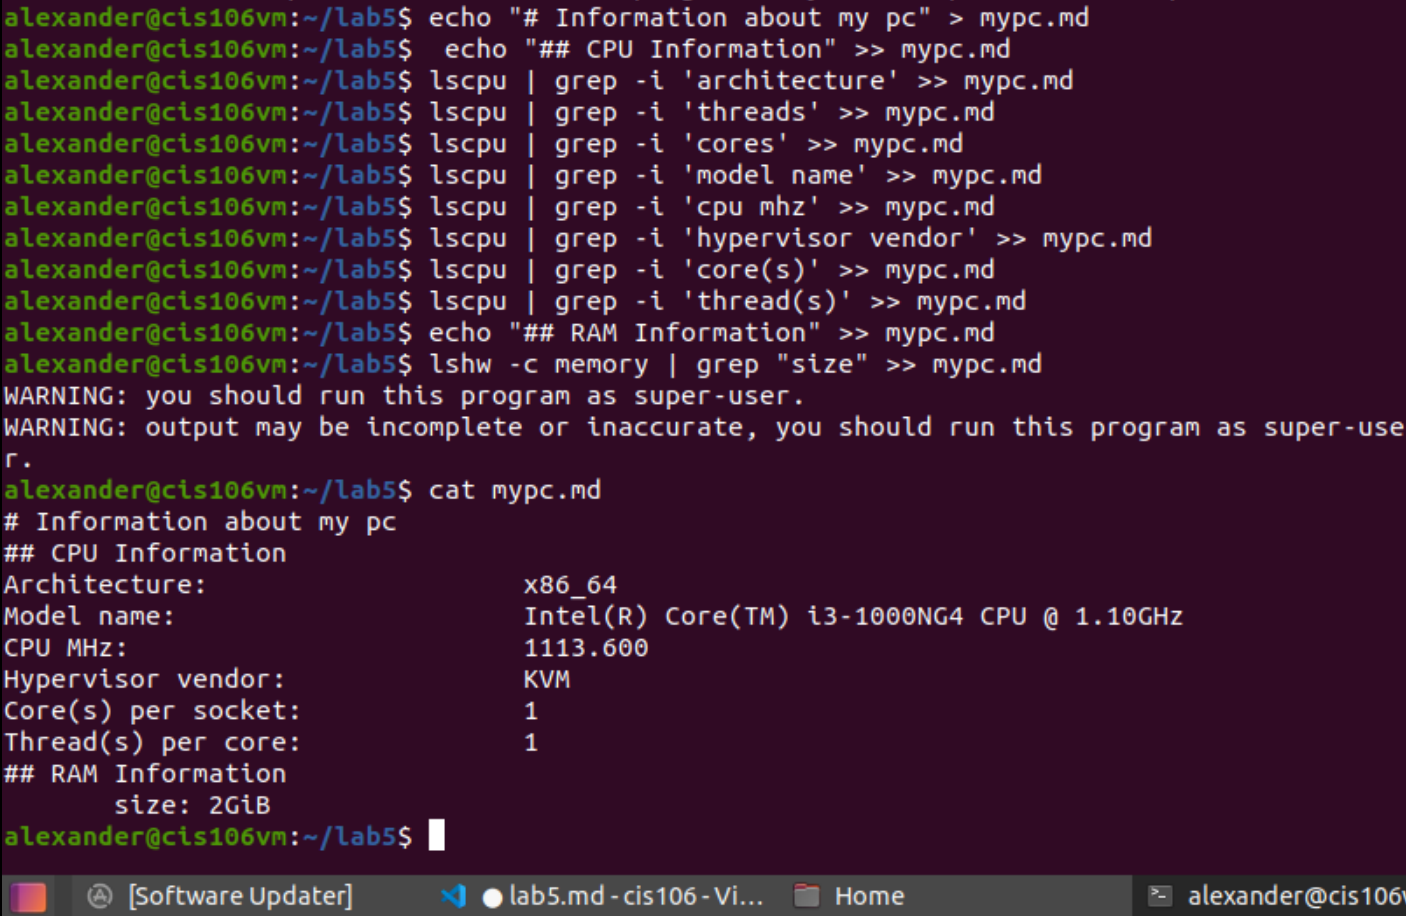 alexander@cis106vm:~/lab5$ echo "# Information about my pc" > mypc.md
alexander@cis106vm:~/lab5$  echo "## CPU Information" >> mypc.md
alexander@cis106vm:~/lab5$ lscpu | grep -i 'architecture' >> mypc.md
alexander@cis106vm:~/lab5$ lscpu | grep -i 'threads' >> mypc.md
alexander@cis106vm:~/lab5$ lscpu | grep -i 'cores' >> mypc.md
alexander@cis106vm:~/lab5$ lscpu | grep -i 'model name' >> mypc.md
alexander@cis106vm:~/lab5$ lscpu | grep -i 'cpu mhz' >> mypc.md
alexander@cis106vm:~/lab5$ lscpu | grep -i 'hypervisor vendor' >> mypc.md
alexander@cis106vm:~/lab5$ lscpu | grep -i 'core(s)' >> mypc.md
alexander@cis106vm:~/lab5$ lscpu | grep -i 'thread(s)' >> mypc.md
alexander@cis106vm:~/lab5$ echo "## RAM Information" >> mypc.md
alexander@cis106vm:~/lab5$ lshw -c memory | grep "size" >> mypc.md
WARNING: you should run this program as super-user.
WARNING: output may be incomplete or inaccurate, you should run this program as super-use
r.
alexander@cis106vm:~/lab5$ cat mypc.md
# Information about my pc
## CPU Information
Architecture:                    x86_64
Model name:                      Intel(R) Core(TM) i3-1000NG4 CPU @ 1.10GHz
CPU MHz:                         1113.600
Hypervisor vendor:               KVM
Core(s) per socket:              1
Thread(s) per core:              1
## RAM Information
       size: 2GiB
alexander@cis106vm:~/lab5$
[Software Updater] ● lab5.md - cis106 - Vi... Home alexander@cis106